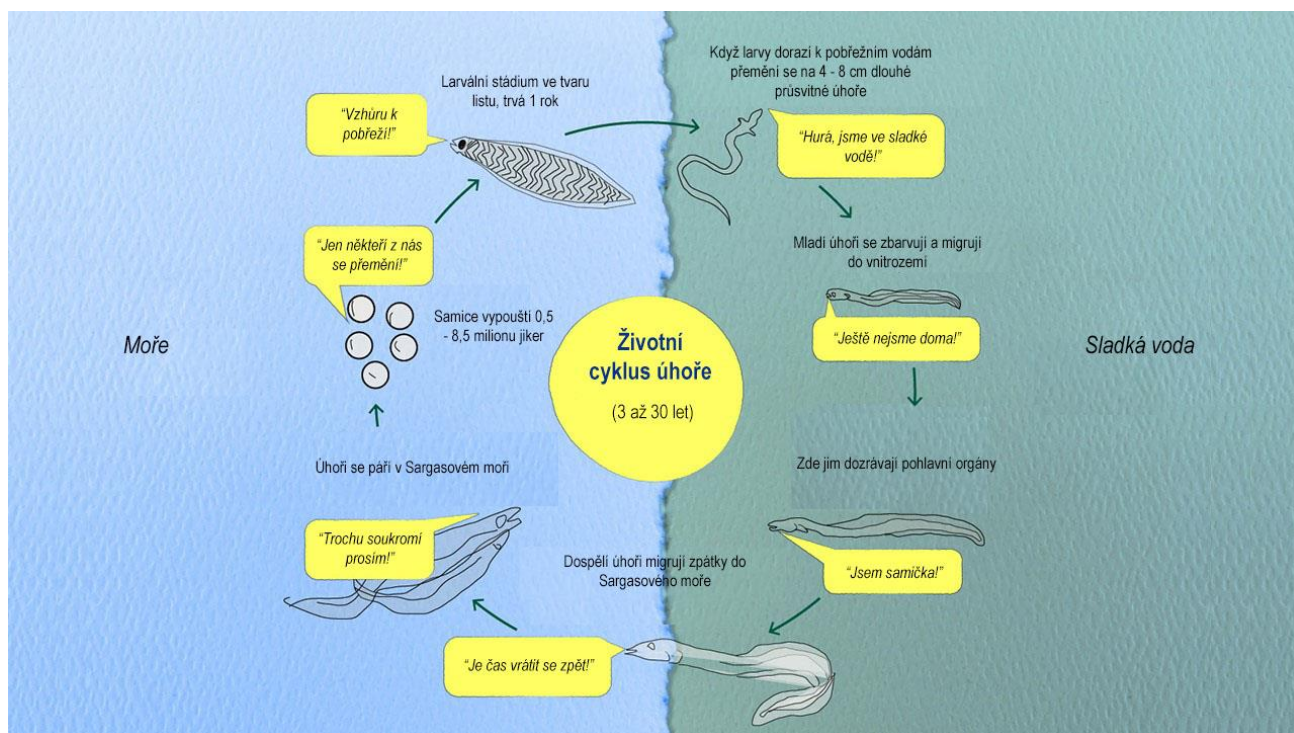 Larvální stádium ve tvaru
listu, trvá 1 rok
"Vzhůru k
pobřeží!"
Když larvy dorazí k pobřežním vodám
přemění se na 4 - 8 cm dlouhé
průsvitné úhoře
"Hurá, jsme ve sladké
vodě!"
Mladí úhoři se zbarvují a migrují
do vnitrozemí
"Ještě nejsme doma!"
Sladká voda
Zde jim dozrávají pohlavní orgány
"Jsem samička!"
Dospělí úhoři migrují zpátky do
Sargasového moře
"Je čas vrátit se zpět!"
"Trochu soukromí
prosím!"
Úhoři se páří v Sargasovém moři
Samice vypouští 0,5
- 8,5 milionu jiker
"Jen někteří z nás
se přemění!"
Moře
Životní
cyklus úhoře
(3 až 30 let)